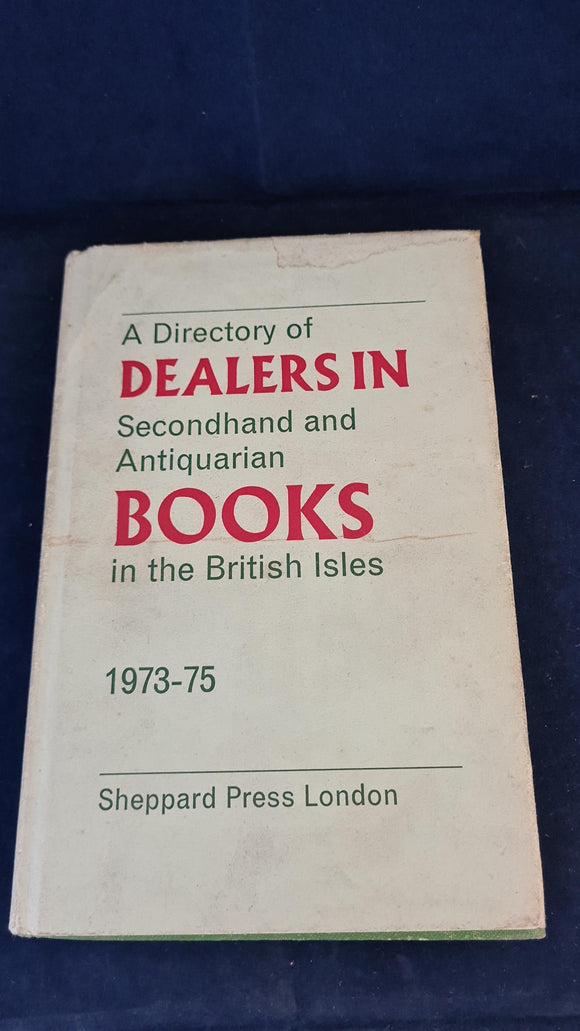 A Directory of
DEALERS IN
Secondhand and
Antiquarian
BOOKS
in the British Isles
1973-75
Sheppard Press London